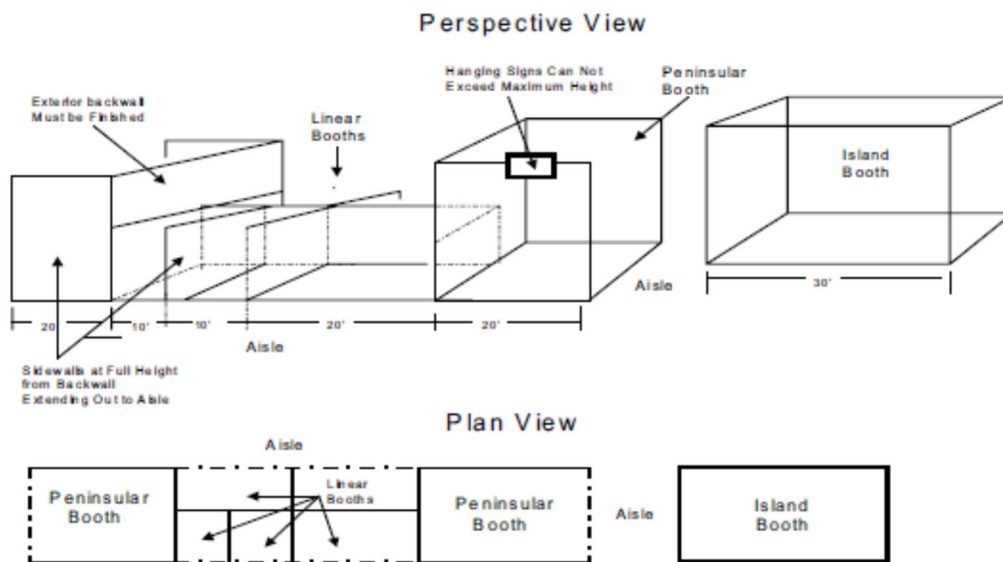 Perspective View
Hanging Signs Can Not
Exceed Maximum Height
Peninsular
Booth
Exterior backwall
Must be Finished
Linear
Booths
Island
Booth
Aisle
30'
20'
10'
10'
20'
20'
Aisle
Sidewalls at Full Height
from Backwall
Extending Out to Aisle
Plan View
Aisle
Peninsular
Booth
Linear
Booths
Peninsular
Booth
Aisle
Island
Booth